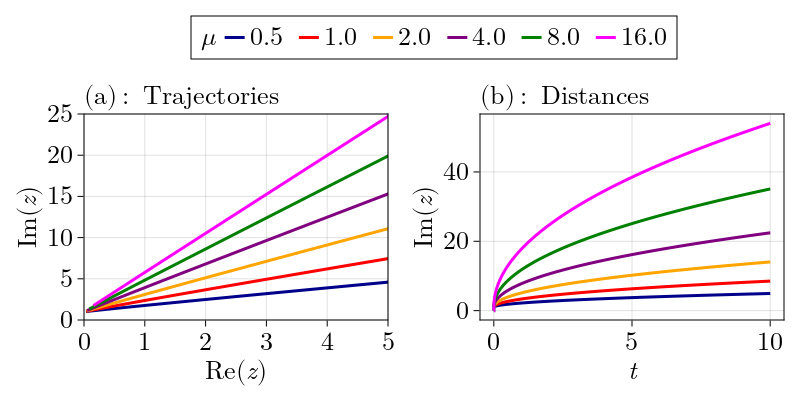 μ 0.5 1.0 2.0 4.0 8.0 16.0
(a): Trajectories
25
20
15
10
5
0
Im(z)
0 1 2 3 4 5
Re(z)
(b): Distances
40
20
0
Im(z)
0 5 10
t